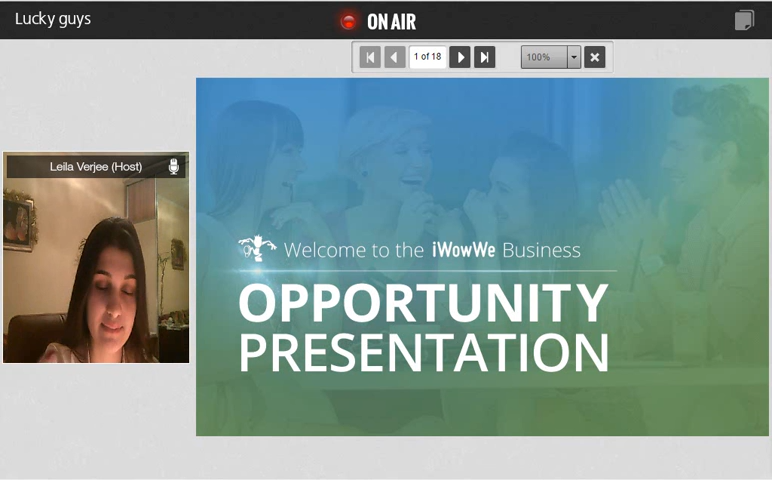 Lucky guys
ON AIR
1 of 18
100%
Leila Verjee (Host)
Welcome to the iWowWe Business
OPPORTUNITY
PRESENTATION